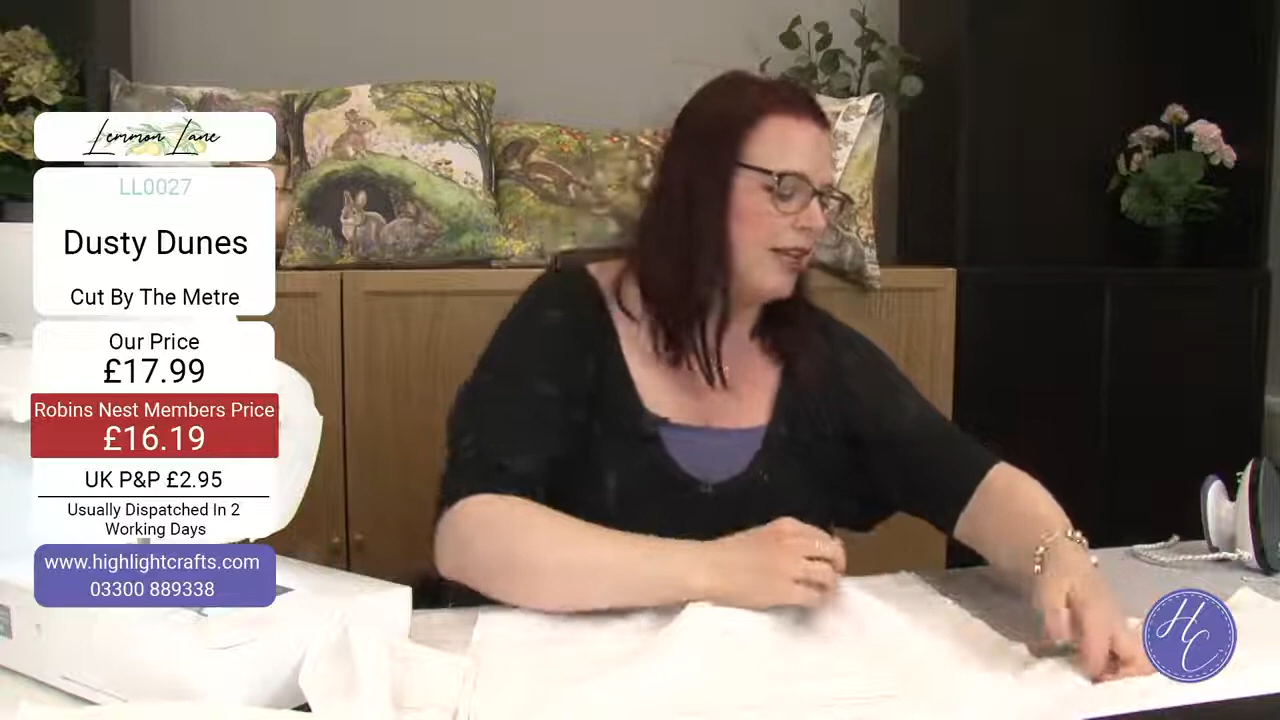 Lemmon Lane
LL0027
Dusty Dunes
Cut By The Metre
Our Price
£17.99
Robins Nest Members Price
£16.19
UK P&P £2.95
Usually Dispatched In 2
Working Days
www.highlightcrafts.com
03300 889338
HC